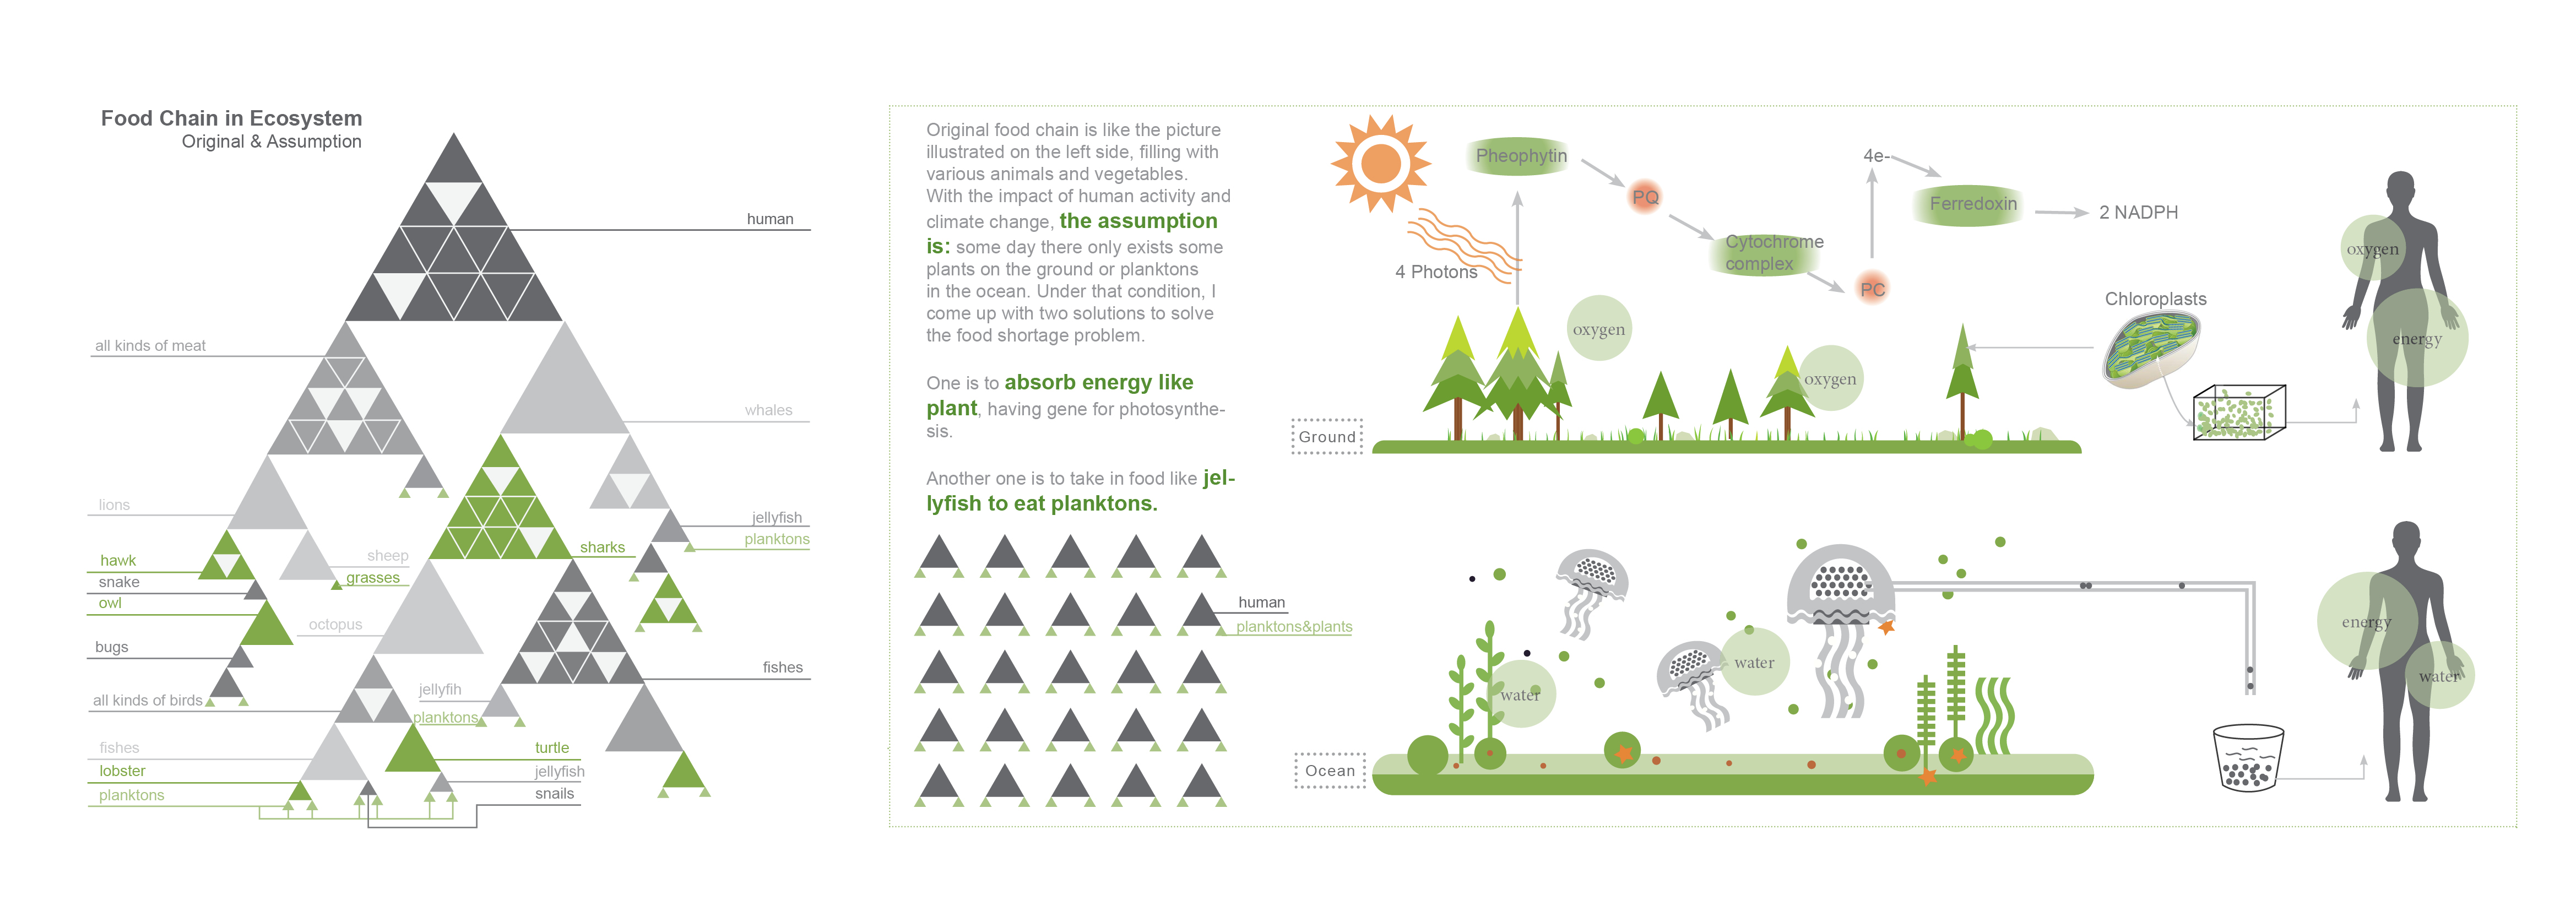 Food Chain in Ecosystem
Original & Assumption
human
all kinds of meat
whales
lions
jellyfish
planktons
sharks
sheep
hawk
grasses
snake
owl
octopus
bugs
fishes
jellyfih
all kinds of birds
planktons
fishes
turtle
lobster
jellyfish
planktons
snails
Original food chain is like the picture
illustrated on the left side, filling with
various animals and vegetables.
With the impact of human activity and
climate change, the assumption
is: some day there only exists some
plants on the ground or planktons
in the ocean. Under that condition, I
come up with two solutions to solve
the food shortage problem.
One is to absorb energy like
plant, having gene for photosynthe-
sis.
Another one is to take in food like jel-
lyfish to eat planktons.
human
planktons&plants
Pheophytin
PQ
4e-
Ferredoxin
2 NADPH
Cytochrome
complex
4 Photons
PC
oxygen
oxygen
Chloroplasts
oxygen
energy
Ground
water
water
energy
water
Ocean